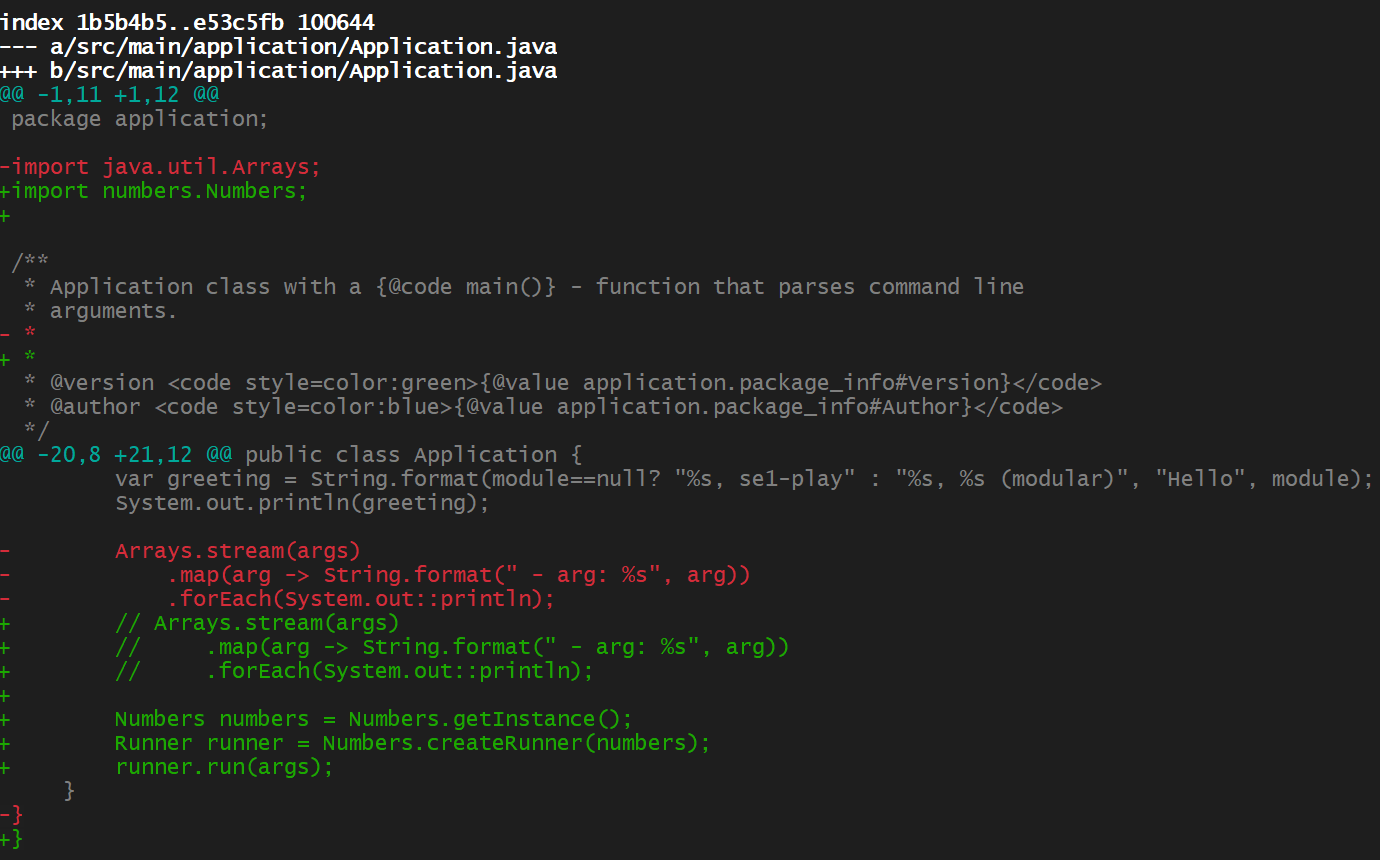 index 1b5b4b5..e53c5fb 100644
--- a/src/main/application/Application.java
+++ b/src/main/application/Application.java
@@ -1,11 +1,12 @@
 package application;

-import java.util.Arrays;
+import numbers.Numbers;
+

 /**
  * Application class with a {@code main()} - function that parses command line
  * arguments.
- *
+ *
  * @version <code style=color:green>{@value application.package_info#Version}</code>
  * @author <code style=color:blue>{@value application.package_info#Author}</code>
  */
@@ -20,8 +21,12 @@ public class Application {
         var greeting = String.format(module==null? "%s, se1-play" : "%s, %s (modular)", "Hello", module);
         System.out.println(greeting);

-        Arrays.stream(args)
-            .map(arg -> String.format(" - arg: %s", arg))
-            .forEach(System.out::println);
+        // Arrays.stream(args)
+        //     .map(arg -> String.format(" - arg: %s", arg))
+        //     .forEach(System.out::println);
+
+        Numbers numbers = Numbers.getInstance();
+        Runner runner = Numbers.createRunner(numbers);
+        runner.run(args);
     }
-}
+}